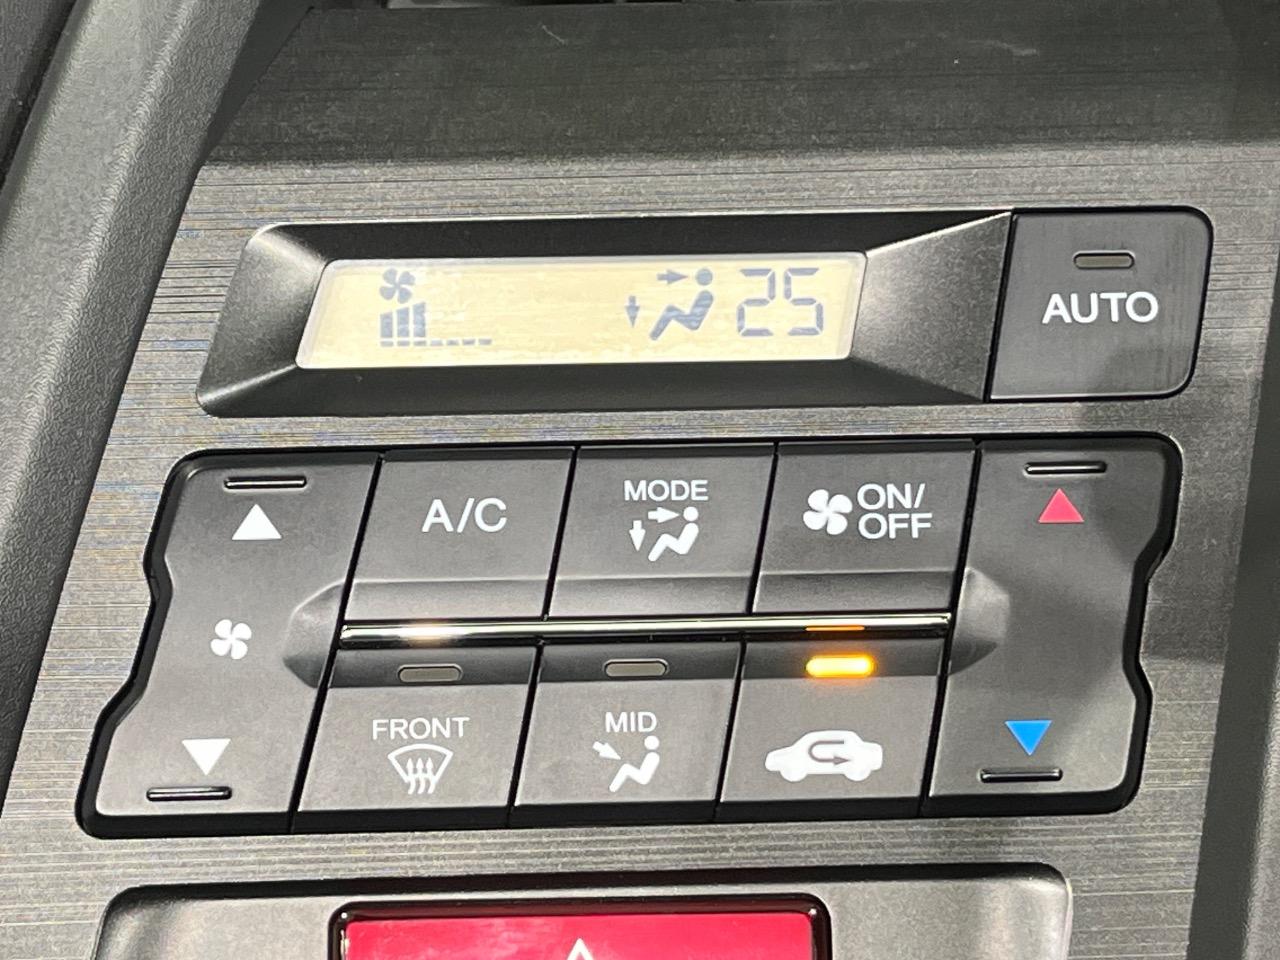 25
AUTO
A/C
MODE
ON/
OFF
FRONT
MID